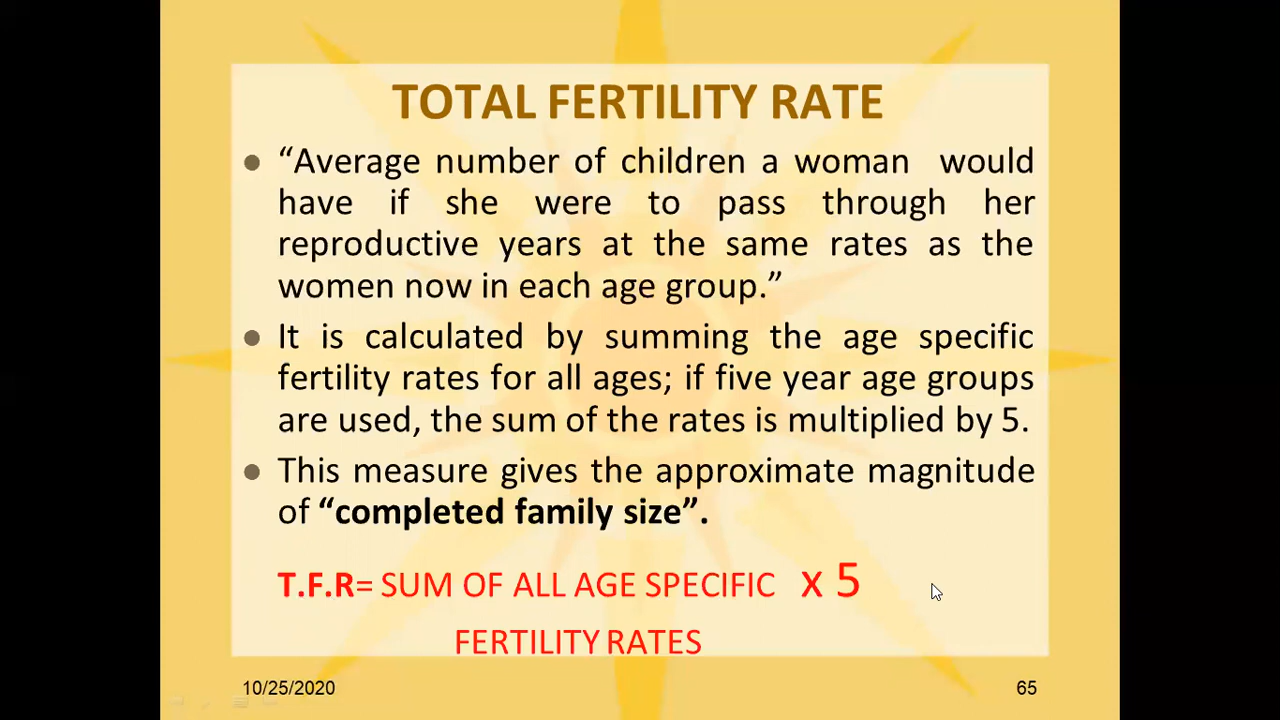 TOTAL FERTILITY RATE
● “Average number of children a woman would
have if she were to pass through her
reproductive years at the same rates as the
women now in each age group.”
● It is calculated by summing the age specific
fertility rates for all ages; if five year age groups
are used, the sum of the rates is multiplied by 5.
● This measure gives the approximate magnitude
of “completed family size”.
T.F.R= SUM OF ALL AGE SPECIFIC x 5
FERTILITY RATES
10/25/2020 65